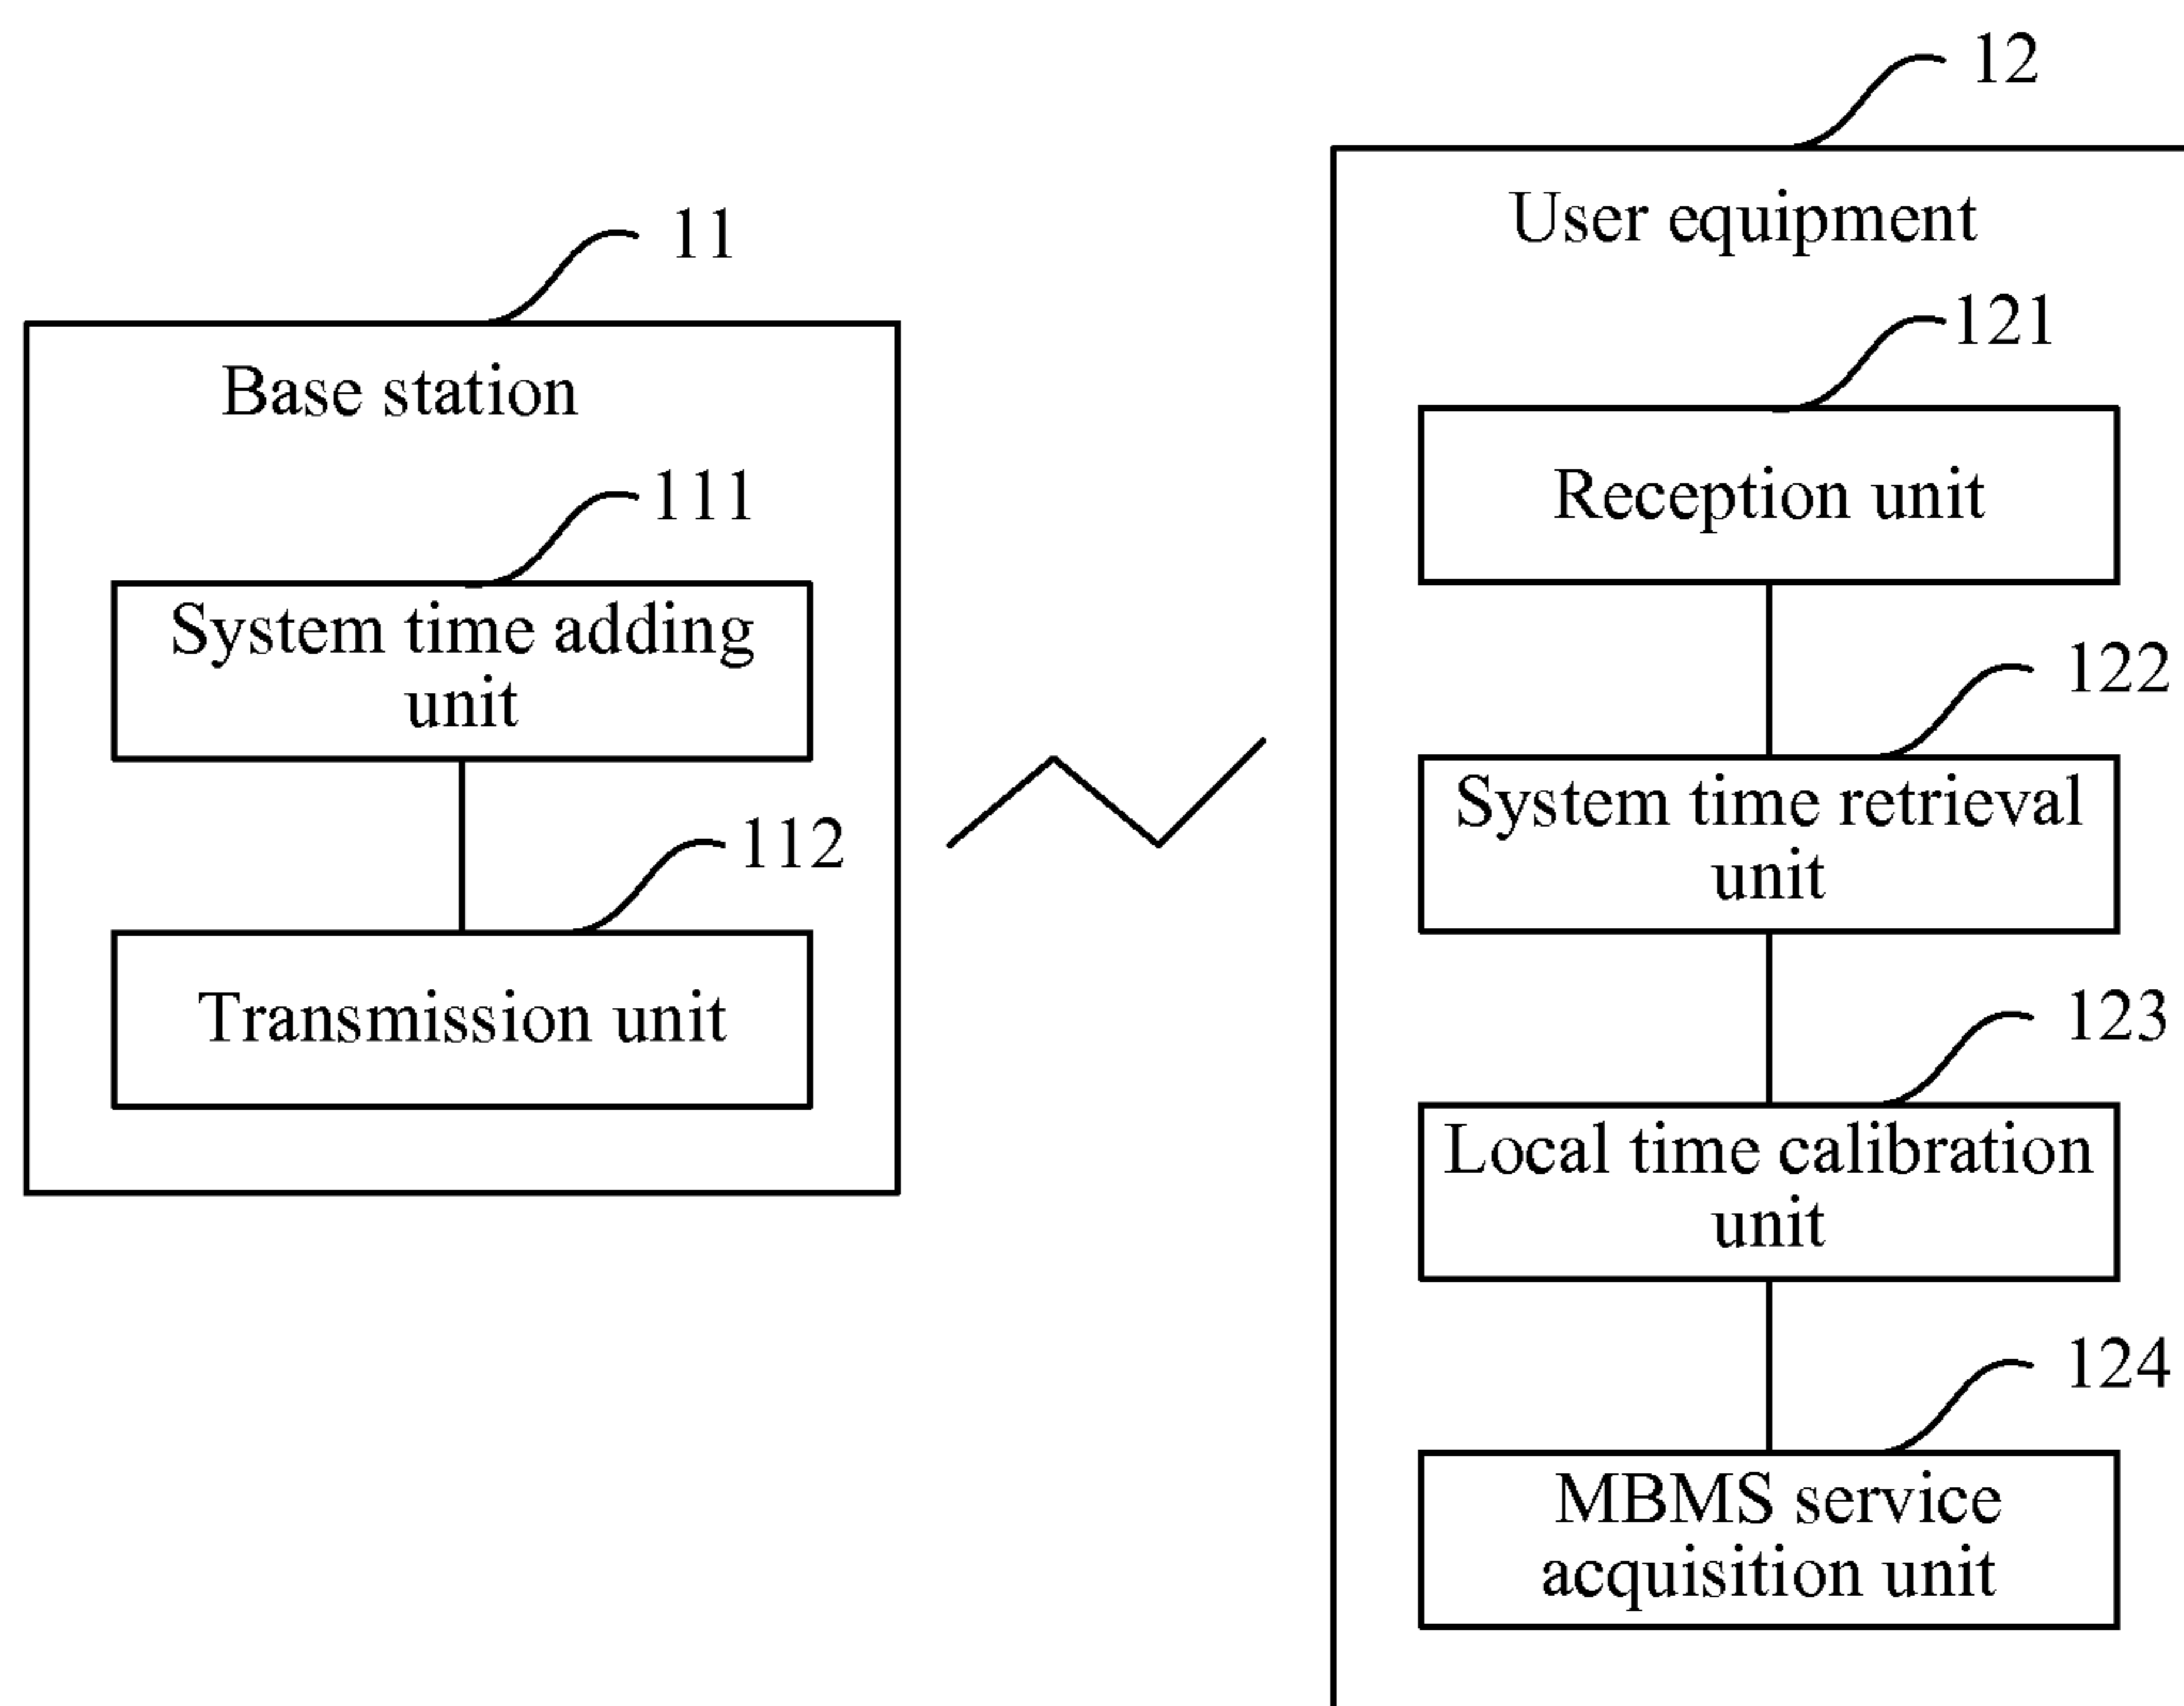 11
Base station
111
System time adding
unit
112
Transmission unit
12
User equipment
121
Reception unit
122
System time retrieval
unit
123
Local time calibration
unit
124
MBMS service
acquisition unit